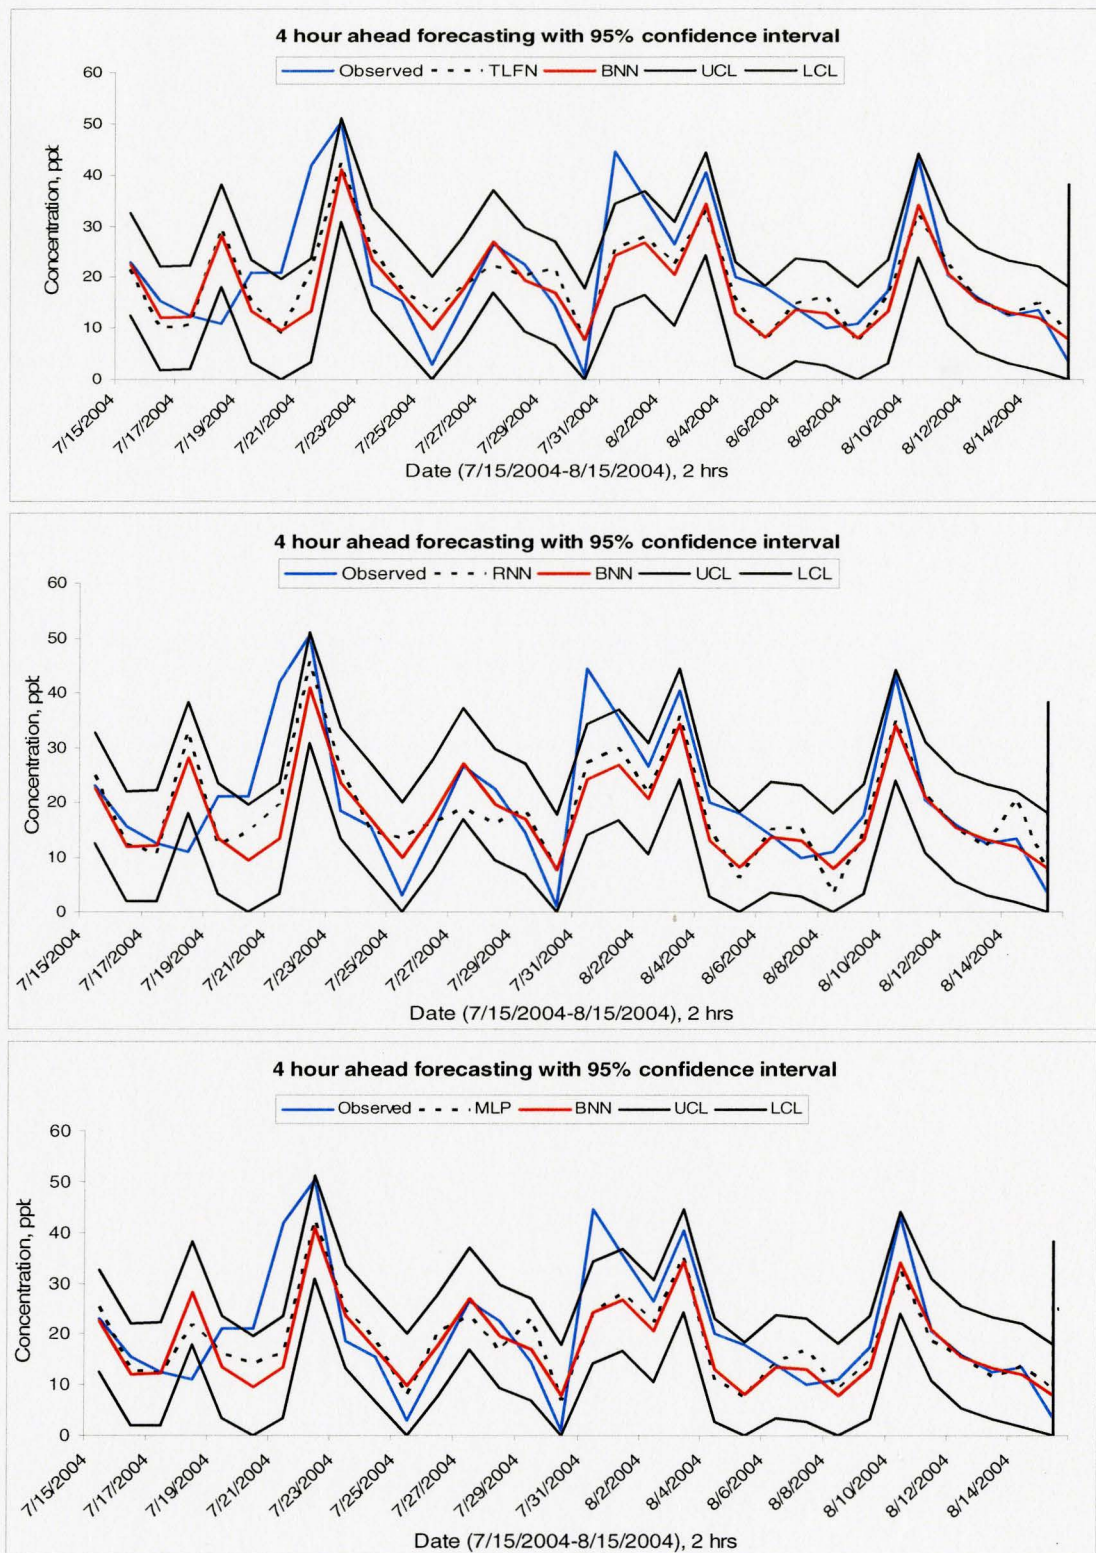 4 hour ahead forecasting with 95% confidence interval
Observed TLFN BNN UCL LCL
60
50
40
30
20
10
0
Concentration, ppt
7/15/2004 7/17/2004 7/19/2004 7/21/2004 7/23/2004 7/25/2004 7/27/2004 7/29/2004 7/31/2004 8/2/2004 8/4/2004 8/6/2004 8/8/2004 8/10/2004 8/12/2004 8/14/2004
Date (7/15/2004-8/15/2004), 2 hrs
4 hour ahead forecasting with 95% confidence interval
Observed RNN BNN UCL LCL
60
50
40
30
20
10
0
Concentration, ppt
7/15/2004 7/17/2004 7/19/2004 7/21/2004 7/23/2004 7/25/2004 7/27/2004 7/29/2004 7/31/2004 8/2/2004 8/4/2004 8/6/2004 8/8/2004 8/10/2004 8/12/2004 8/14/2004
Date (7/15/2004-8/15/2004), 2 hrs
4 hour ahead forecasting with 95% confidence interval
Observed MLP BNN UCL LCL
60
50
40
30
20
10
0
Concentration, ppt
7/15/2004 7/17/2004 7/19/2004 7/21/2004 7/23/2004 7/25/2004 7/27/2004 7/29/2004 7/31/2004 8/2/2004 8/4/2004 8/6/2004 8/8/2004 8/10/2004 8/12/2004 8/14/2004
Date (7/15/2004-8/15/2004), 2 hrs